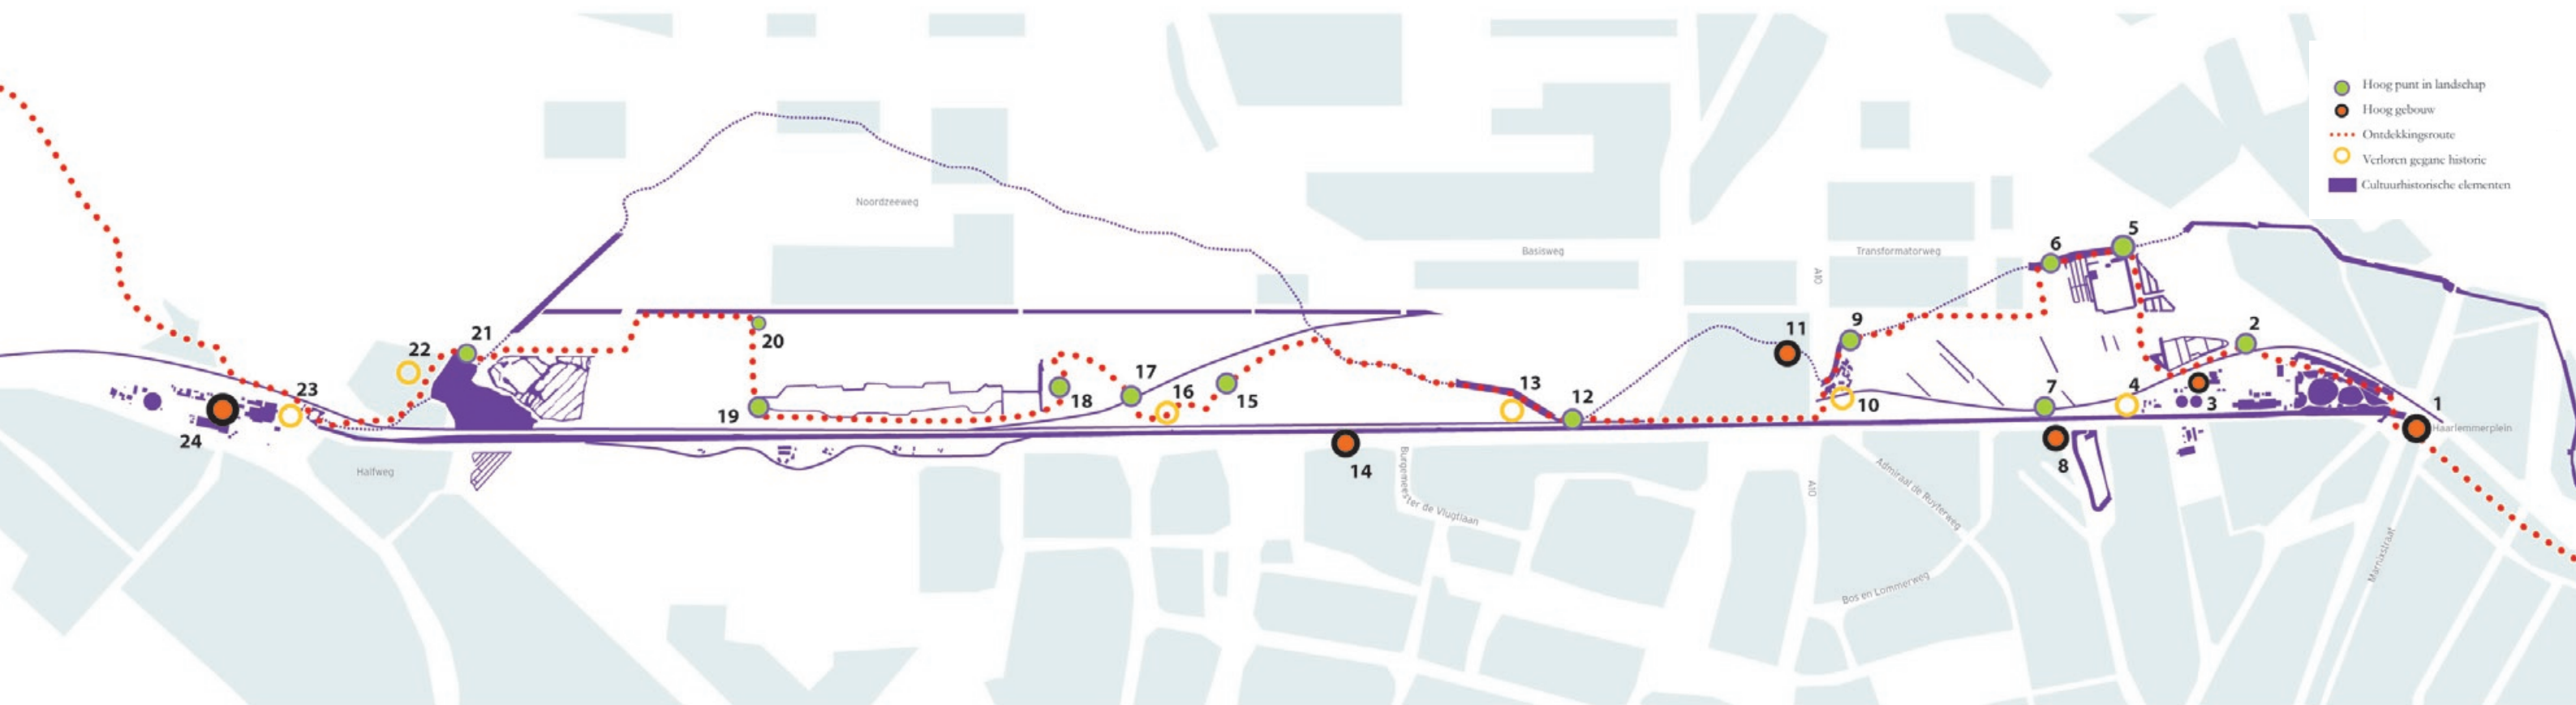 Hoog punt in landschap
Hoog gebouw
Ontdekkingsroute
Verloren gegane historie
Cultuurhistorische elementen
Noordzeeweg
Basisweg
Transformatorweg
A10
5
6
2
9
11
21
22
20
17
16
15
18
19
13
12
10
7
4
3
1
Haarlemmerplein
23
24
14
8
Halfweg
A10
Burgemeester de Vlugtlaan
Admiraal de Ruyterweg
Bos en Lommerweg
Marnixstraat